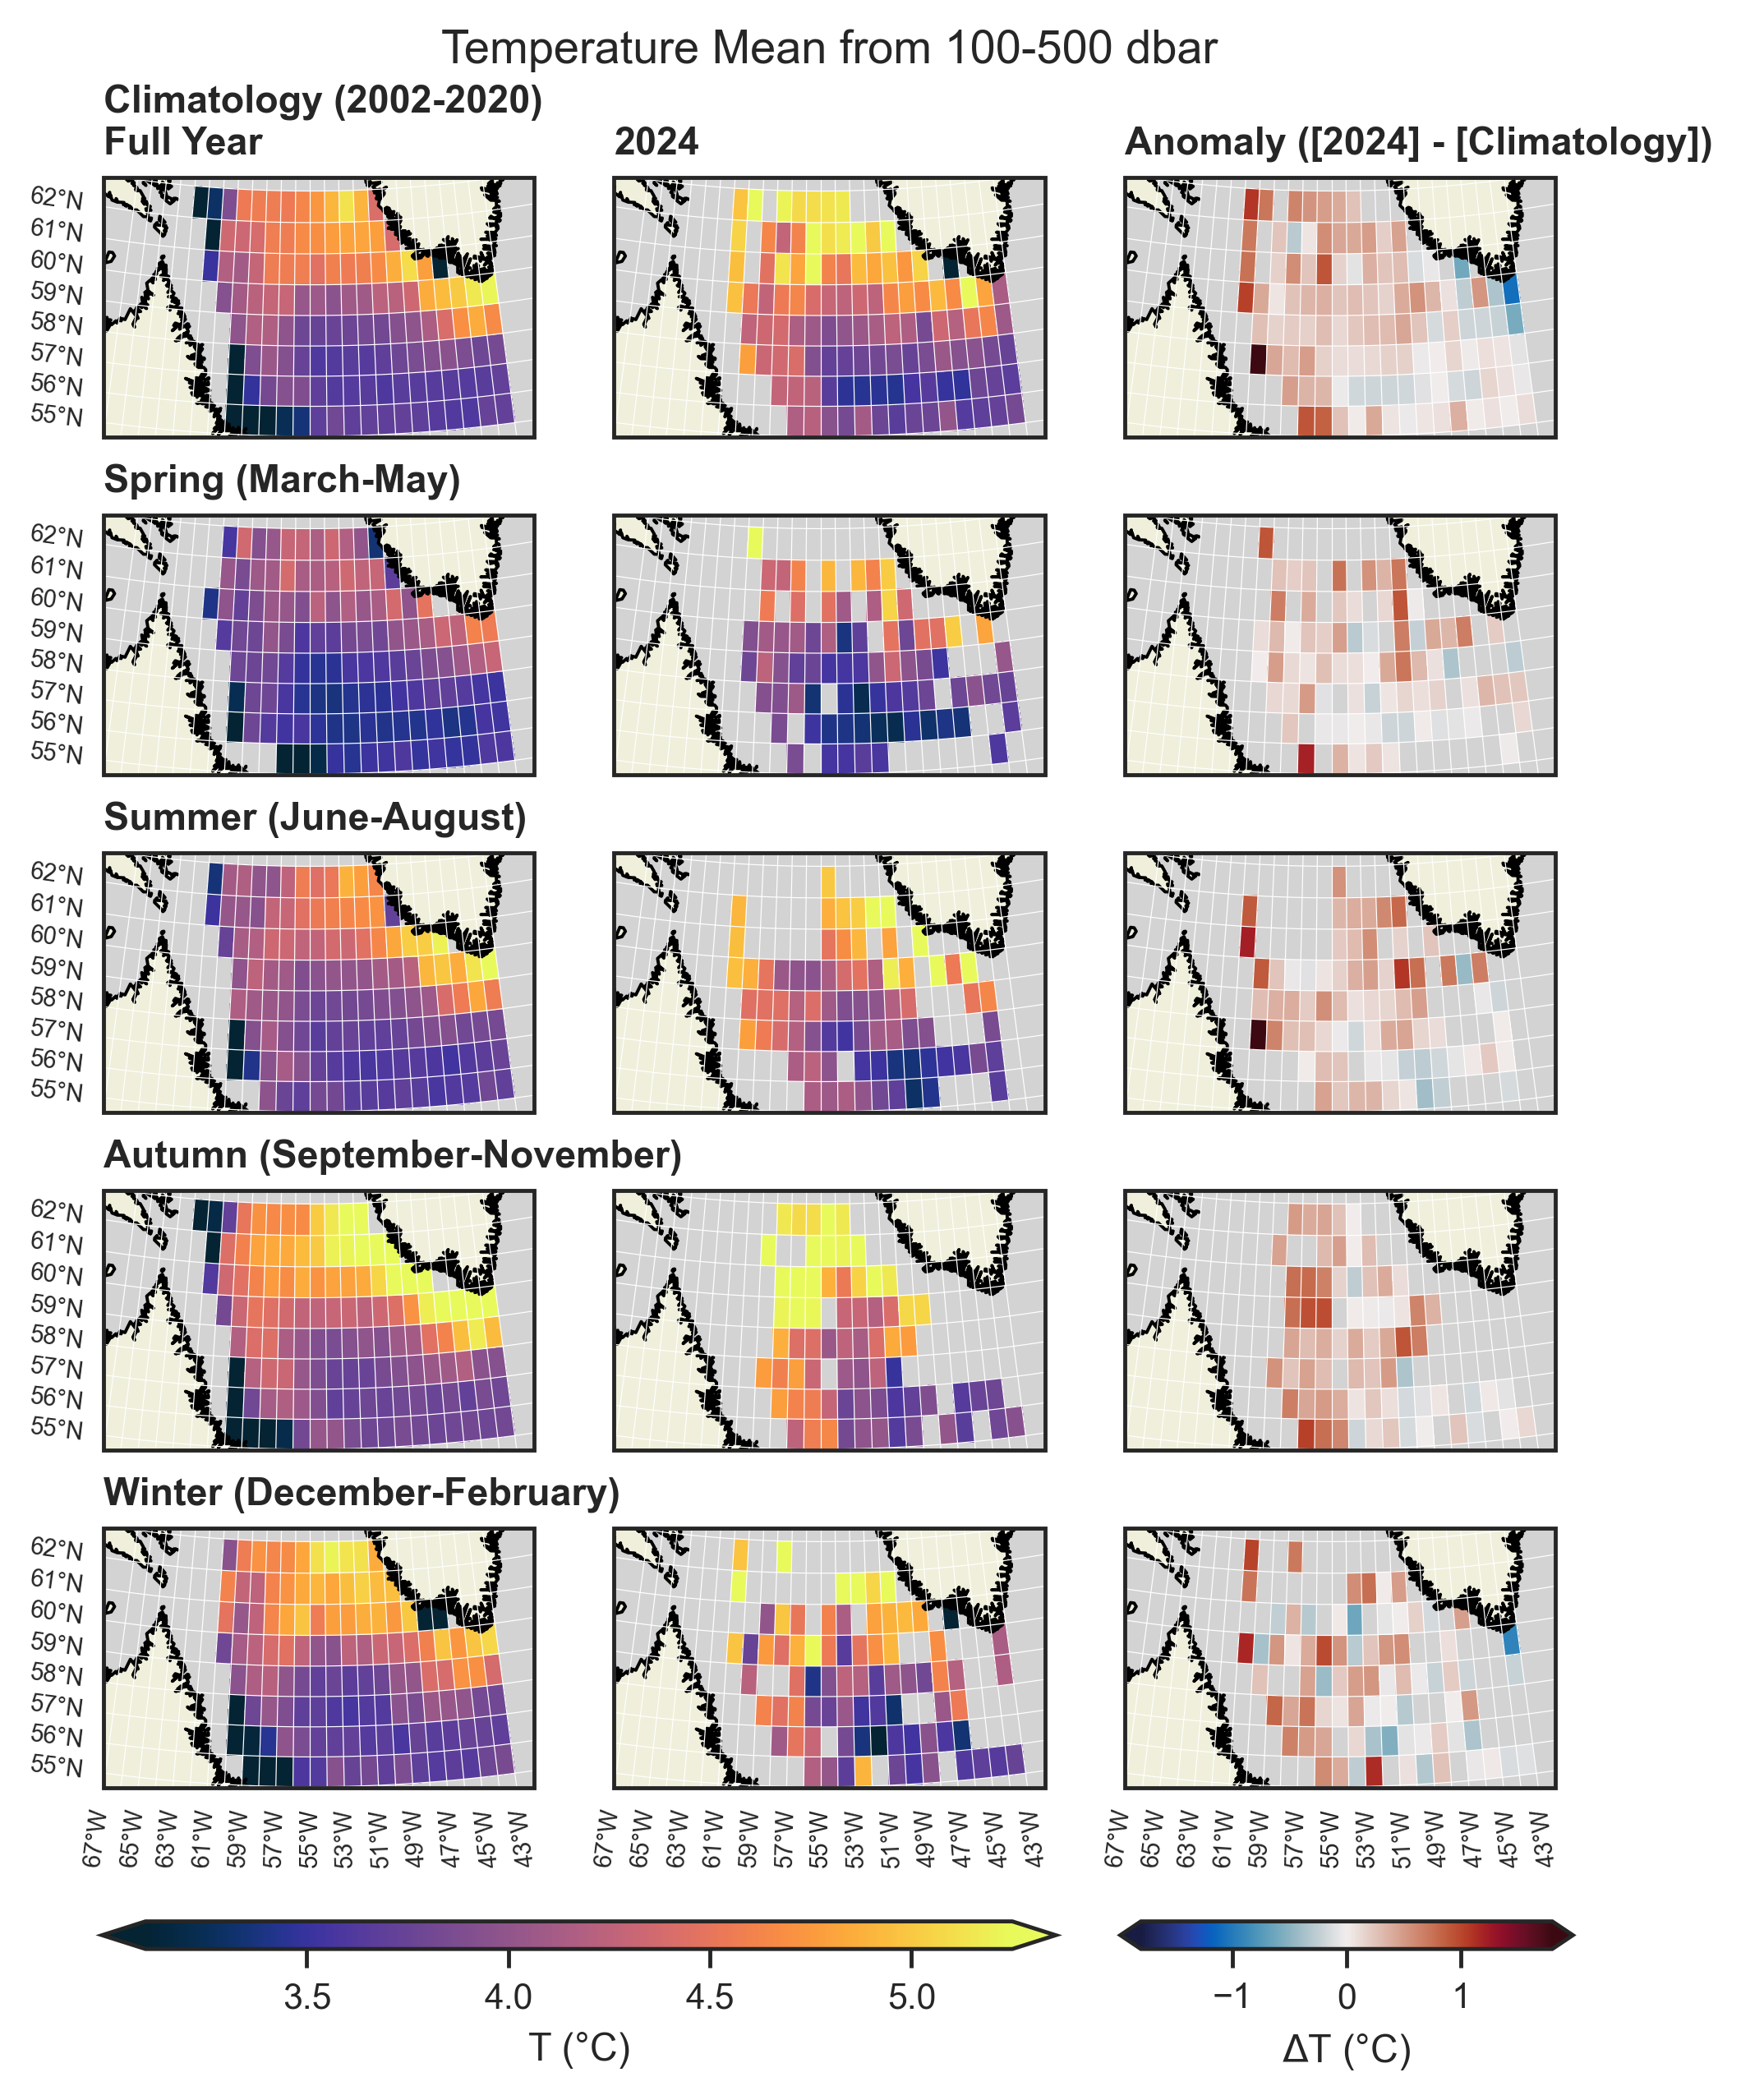 Temperature Mean from 100-500 dbar
Climatology (2002-2020)
Full Year
2024
Anomaly ([2024] - [Climatology])
62°N
61°N
60°N
59°N
58°N
57°N
56°N
55°N
Spring (March-May)
62°N
61°N
60°N
59°N
58°N
57°N
56°N
55°N
Summer (June-August)
62°N
61°N
60°N
59°N
58°N
57°N
56°N
55°N
Autumn (September-November)
62°N
61°N
60°N
59°N
58°N
57°N
56°N
55°N
Winter (December-February)
62°N
61°N
60°N
59°N
58°N
57°N
56°N
55°N
67°W 65°W 63°W 61°W 59°W 57°W 55°W 53°W 51°W 49°W 47°W 45°W 43°W
67°W 65°W 63°W 61°W 59°W 57°W 55°W 53°W 51°W 49°W 47°W 45°W 43°W
67°W 65°W 63°W 61°W 59°W 57°W 55°W 53°W 51°W 49°W 47°W 45°W 43°W
3.5 4.0 4.5 5.0
T (°C)
−1 0 1
ΔT (°C)